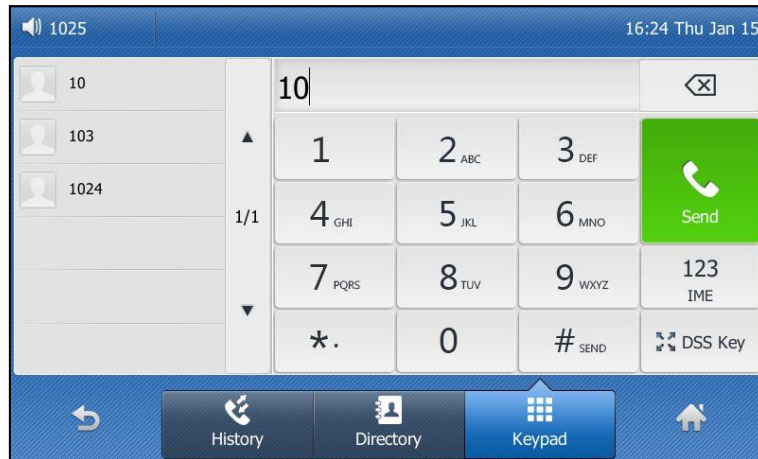 1025
16:24 Thu Jan 15
10
103
1024
1/1
10
1
2 ABC
3 DEF
4 GHI
5 JKL
6 MNO
7 PQRS
8 TUV
9 WXYZ
*.
0
# SEND
Send
123
IME
DSS Key
History
Directory
Keypad